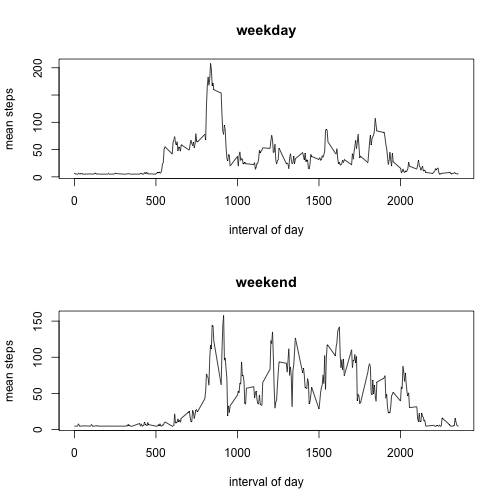 weekday
mean steps
200
100
50
0
0 500 1000 1500 2000
interval of day
weekend
mean steps
150
100
50
0
0 500 1000 1500 2000
interval of day